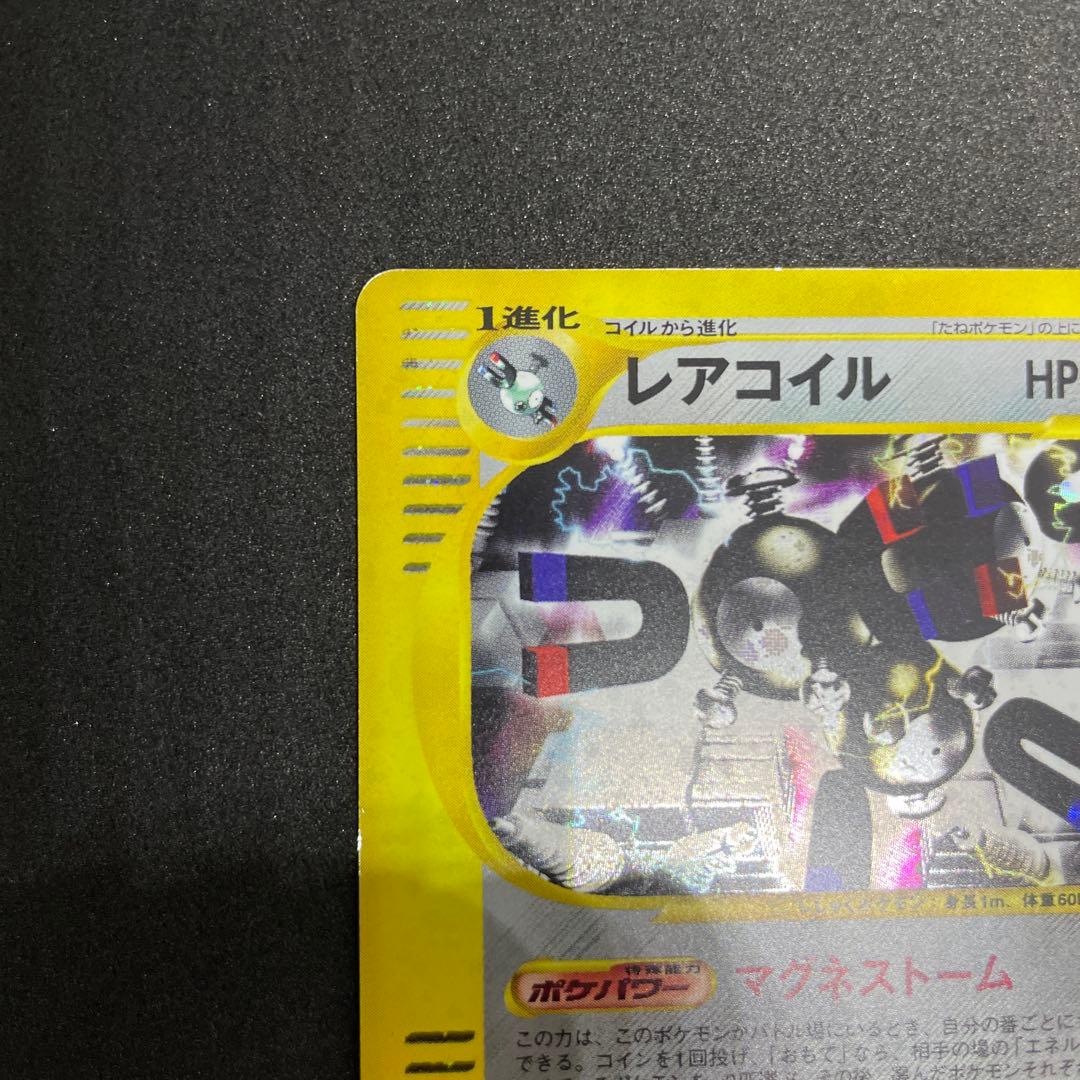 1進化
コイルから進化
「たねポケモン」の上に
レアコイル
HP
身長1m、体重60
特殊能力
ポケパワー
マグネストーム
この力は、このポケモンがバトル場にいるとき、自分の番ごとに
できる。コインを1回投げ、「おもて」なら、相手の場の「エネル